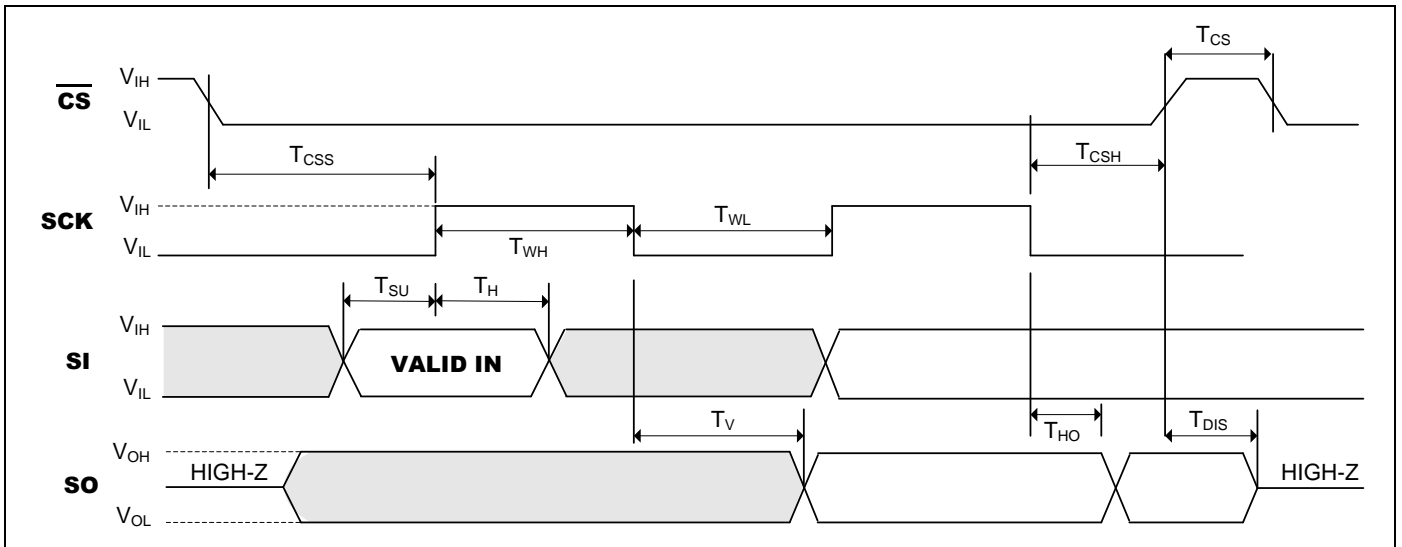 T_CS
V_IH
CS
V_IL
T_CSS
T_CSH
V_IH
SCK
T_WL
V_IL
T_WH
T_SU
T_H
V_IH
SI
VALID IN
V_IL
T_V
T_HO
T_DIS
V_OH
HIGH-Z
HIGH-Z
SO
V_OL